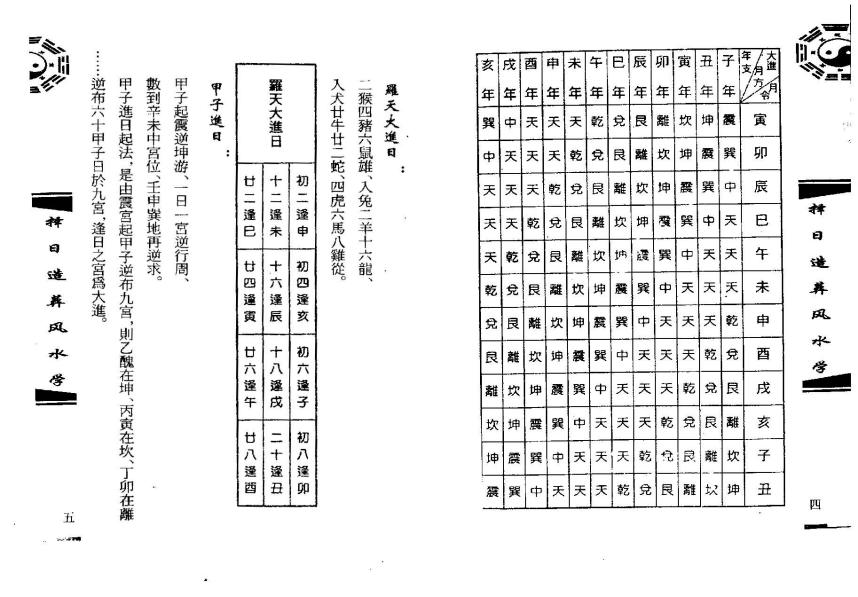 择日造葬风水学
四
大進 月方 月令 年支
寅 卯 辰 巳 午 未 申 酉 戌 亥 子 丑
子年 震 巽 中 天 天 天 乾 兌 艮 離 坎 坤
丑年 坤 震 巽 中 天 天 天 乾 兌 艮 離 坎
寅年 坎 坤 震 巽 中 天 天 天 乾 兌 艮 離
卯年 離 坎 坤 震 巽 中 天 天 天 乾 兌 艮
辰年 艮 離 坎 坤 震 巽 中 天 天 天 乾 兌
巳年 兌 艮 離 坎 坤 震 巽 中 天 天 天 乾
午年 乾 兌 艮 離 坎 坤 震 巽 中 天 天 天
未年 天 乾 兌 艮 離 坎 坤 震 巽 中 天 天
申年 天 天 乾 兌 艮 離 坎 坤 震 巽 中 天
酉年 天 天 天 乾 兌 艮 離 坎 坤 震 巽 中
戌年 中 天 天 天 乾 兌 艮 離 坎 坤 震 巽
亥年 巽 中 天 天 天 乾 兌 艮 離 坎 坤 震
羅天大進日：
二猴四豬六鼠雄、入兔二羊十六龍、
入犬廿牛廿二蛇、四虎六馬八雞從。
羅天大進日
初二逢申 初四逢亥 初六逢子 初八逢卯
十二逢未 十六逢辰 十八逢戌 二十逢丑
廿二逢巳 廿四逢寅 廿六逢午 廿八逢酉
甲子進日：
甲子起震逆坤游、一日一宮逆行周、
數到辛未中宮位、壬申巽地再逆求。
甲子進日起法，是由震宮起甲子逆布九宮，則乙醜在坤、丙寅在坎、丁卯在離
……逆布六十甲子日於九宮，逢日之宮爲大進。
五
择日造葬风水学